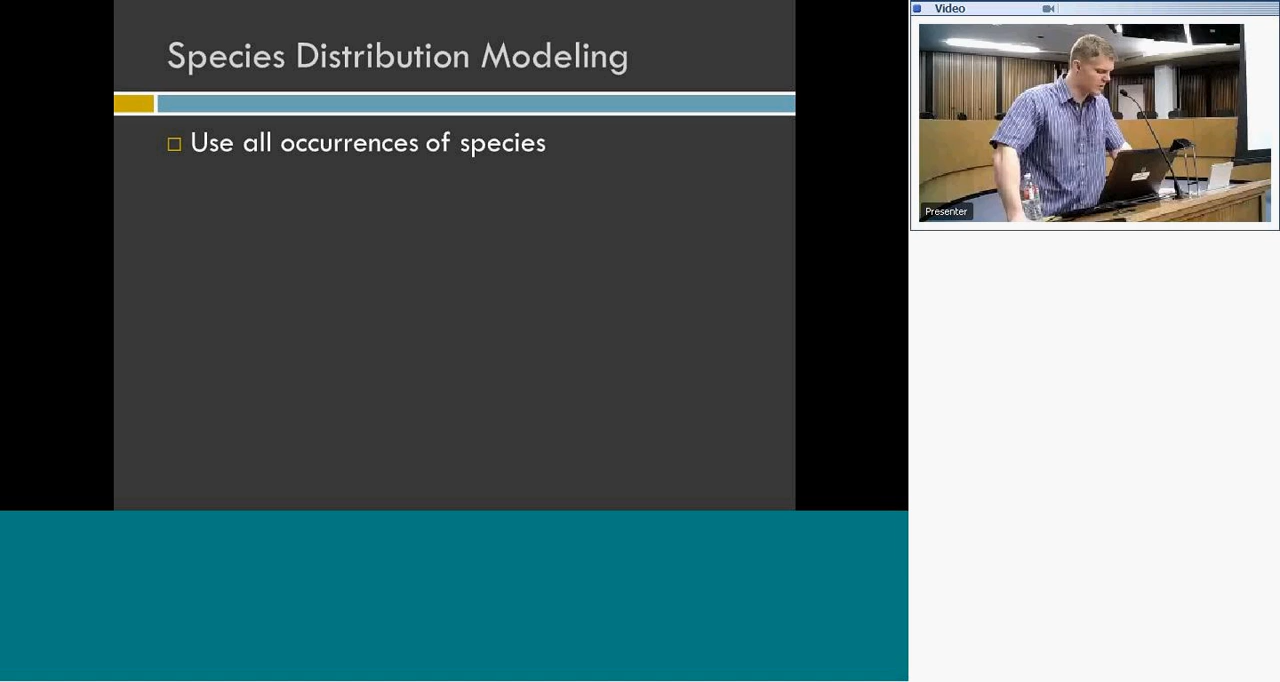 Species Distribution Modeling
Use all occurrences of species
Video
Presenter